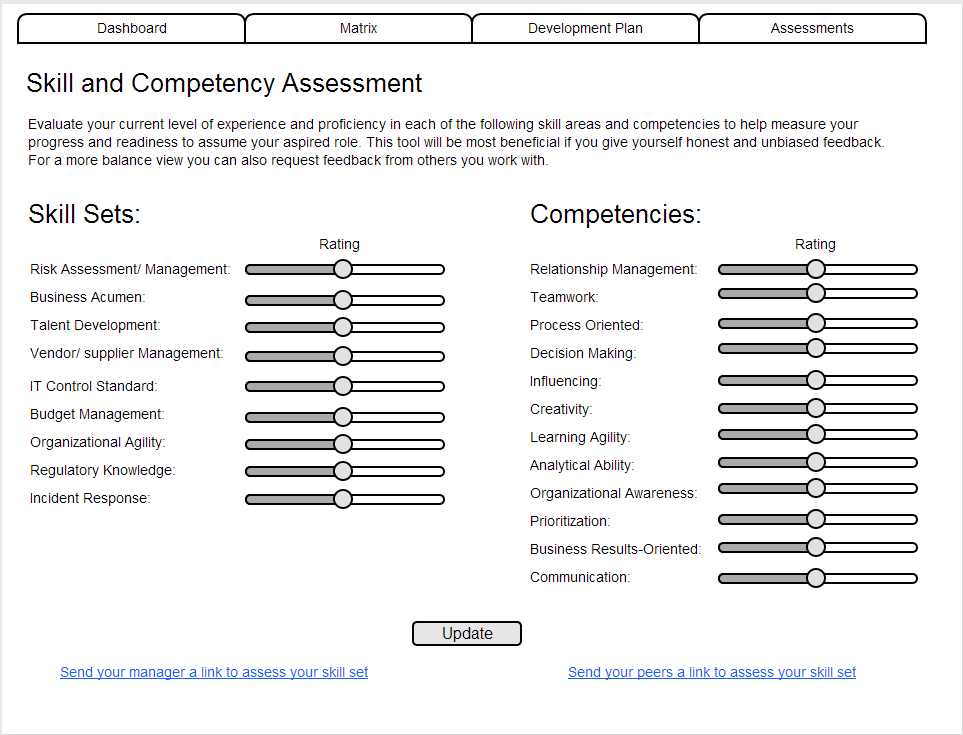 Dashboard
Matrix
Development Plan
Assessments
Skill and Competency Assessment
Evaluate your current level of experience and proficiency in each of the following skill areas and competencies to help measure your
progress and readiness to assume your aspired role. This tool will be most beneficial if you give yourself honest and unbiased feedback.
For a more balance view you can also request feedback from others you work with.
Skill Sets:
Rating
Risk Assessment/ Management:
Business Acumen:
Talent Development:
Vendor/ supplier Management:
IT Control Standard:
Budget Management:
Organizational Agility:
Regulatory Knowledge:
Incident Response:
Competencies:
Rating
Relationship Management:
Teamwork:
Process Oriented:
Decision Making:
Influencing:
Creativity:
Learning Agility:
Analytical Ability:
Organizational Awareness:
Prioritization:
Business Results-Oriented:
Communication:
Update
Send your manager a link to assess your skill set
Send your peers a link to assess your skill set